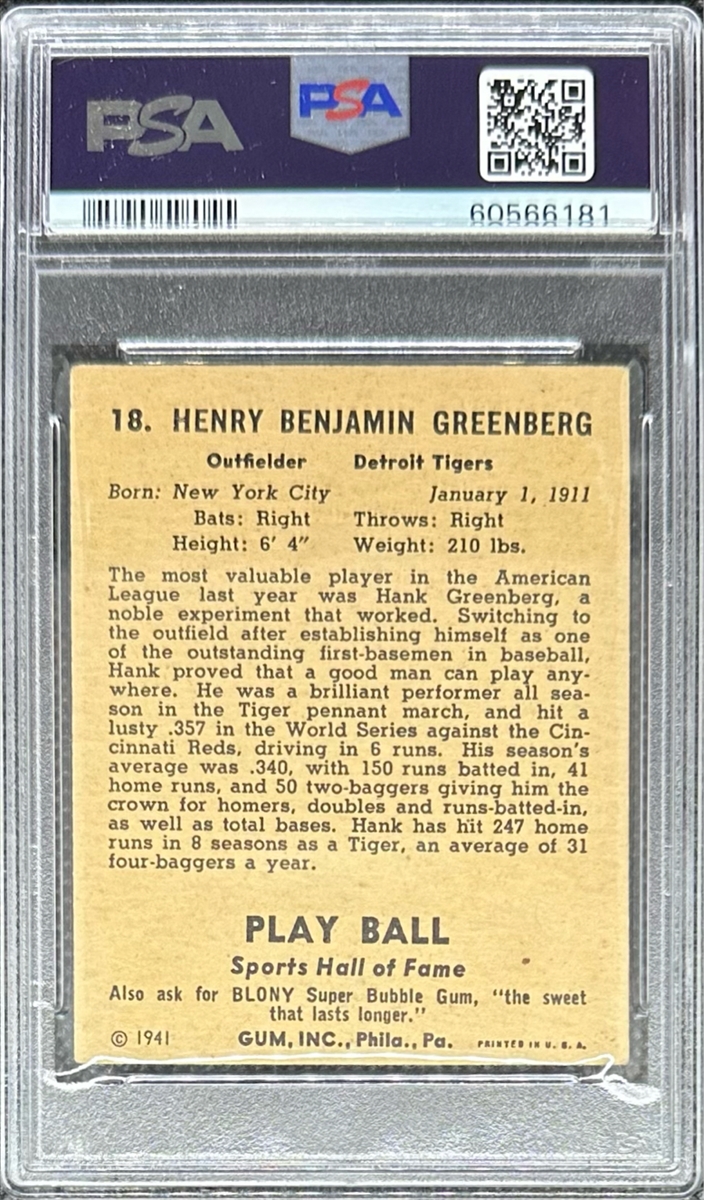 PSA
PSA
60566181
18. HENRY BENJAMIN GREENBERG
Outfielder Detroit Tigers
Born: New York City January 1, 1911
Bats: Right Throws: Right
Height: 6' 4" Weight: 210 lbs.
The most valuable player in the American
League last year was Hank Greenberg, a
noble experiment that worked. Switching to
the outfield after establishing himself as one
of the outstanding first-basemen in baseball,
Hank proved that a good man can play any-
where. He was a brilliant performer all sea-
son in the Tiger pennant march, and hit a
lusty .357 in the World Series against the Cin-
cinnati Reds, driving in 6 runs. His season's
average was .340, with 150 runs batted in, 41
home runs, and 50 two-baggers giving him the
crown for homers, doubles and runs-batted-in,
as well as total bases. Hank has hit 247 home
runs in 8 seasons as a Tiger, an average of 31
four-baggers a year.
PLAY BALL
Sports Hall of Fame
Also ask for BLONY Super Bubble Gum, "the sweet
that lasts longer."
© 1941 GUM, INC., Phila., Pa. PRINTED IN U. S. A.